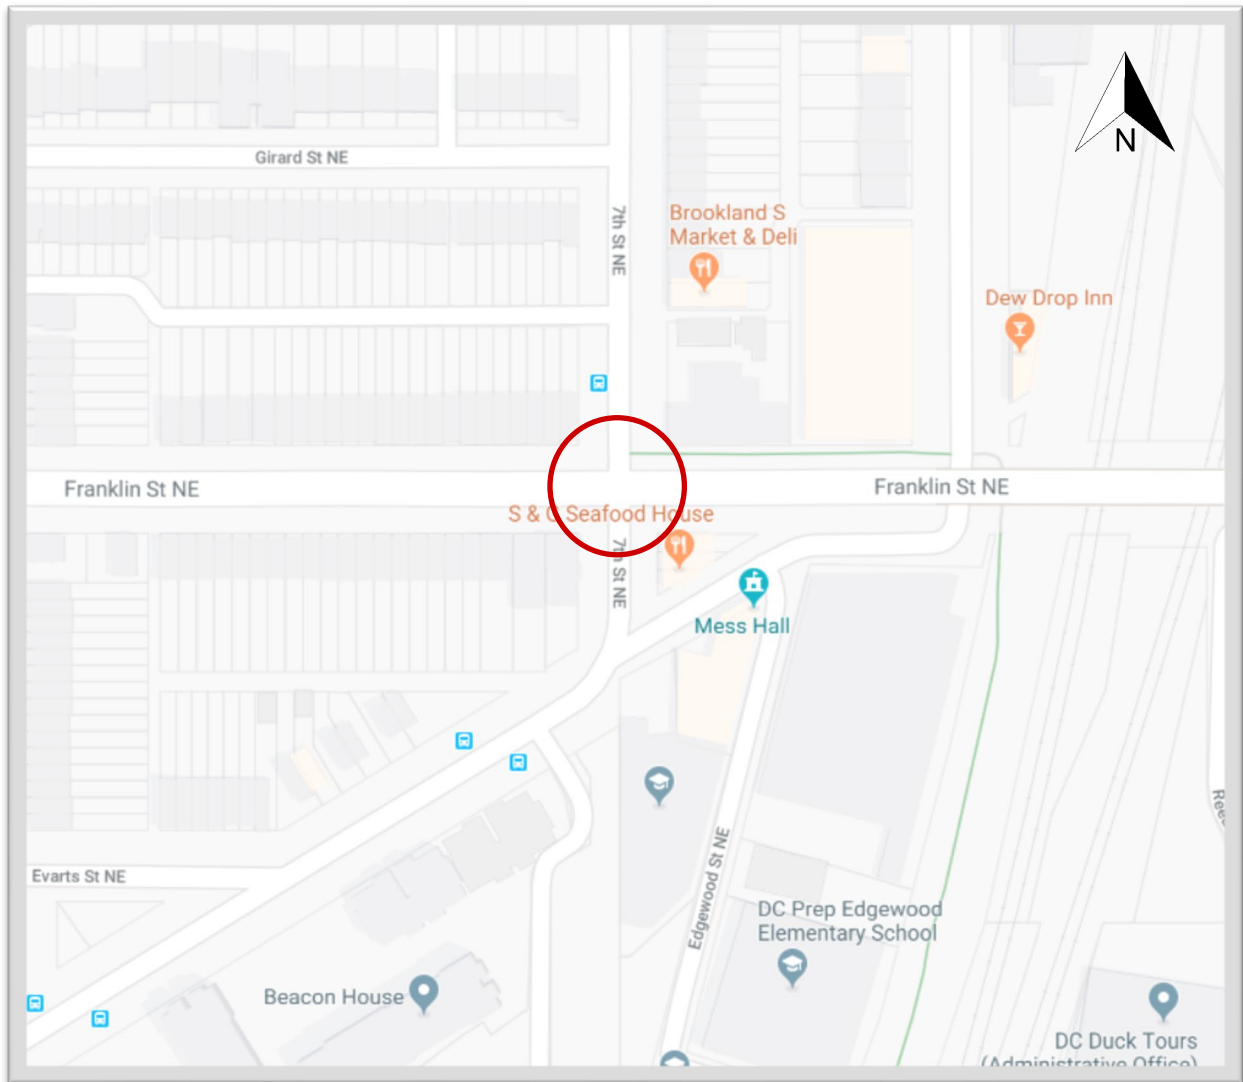 N
Girard St NE
7th St NE
Brookland S
Market & Deli
Dew Drop Inn
Franklin St NE
Franklin St NE
S & G Seafood House
7th St NE
Mess Hall
Edgewood St NE
Evarts St NE
DC Prep Edgewood
Elementary School
Beacon House
DC Duck Tours
(Administrative Office)